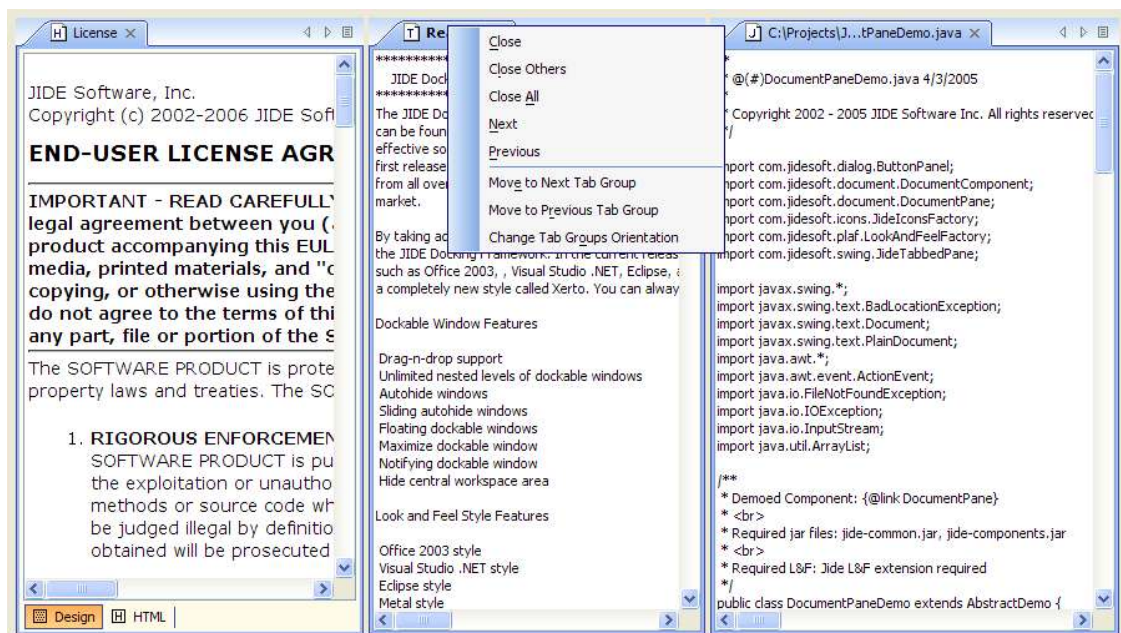 License
JIDE Software, Inc.
Copyright (c) 2002-2006 JIDE Soft
END-USER LICENSE AGR
IMPORTANT - READ CAREFULLY
legal agreement between you (
product accompanying this EUL
media, printed materials, and "
copying, or otherwise using the
do not agree to the terms of thi
any part, file or portion of the S
The SOFTWARE PRODUCT is prote
property laws and treaties. The SO
1. RIGOROUS ENFORCEMEN
SOFTWARE PRODUCT is pu
the exploitation or unautho
methods or source code wh
be judged illegal by definitio
obtained will be prosecuted
Design
HTML
Re
JIDE Dock
The JIDE Do
can be foun
effective so
first release
from all over
market.
By taking ad
the JIDE Docking Framework. In the current releas
such as Office 2003, , Visual Studio .NET, Eclipse, a
a completely new style called Xerto. You can alway
Dockable Window Features
Drag-n-drop support
Unlimited nested levels of dockable windows
Autohide windows
Sliding autohide windows
Floating dockable windows
Maximize dockable window
Notifying dockable window
Hide central workspace area
Look and Feel Style Features
Office 2003 style
Visual Studio .NET style
Eclipse style
Metal style
Close
Close Others
Close All
Next
Previous
Move to Next Tab Group
Move to Previous Tab Group
Change Tab Groups Orientation
C:\Projects\J...tPaneDemo.java
* @(#)DocumentPaneDemo.java 4/3/2005
*
* Copyright 2002 - 2005 JIDE Software Inc. All rights reserved
*/
import com.jidesoft.dialog.ButtonPanel;
import com.jidesoft.document.DocumentComponent;
import com.jidesoft.document.DocumentPane;
import com.jidesoft.icons.JideIconsFactory;
import com.jidesoft.plaf.LookAndFeelFactory;
import com.jidesoft.swing.JideTabbedPane;
import javax.swing.*;
import javax.swing.text.BadLocationException;
import javax.swing.text.Document;
import javax.swing.text.PlainDocument;
import java.awt.*;
import java.awt.event.ActionEvent;
import java.io.FileNotFoundException;
import java.io.IOException;
import java.io.InputStream;
import java.util.ArrayList;
/**
* Demoed Component: {@link DocumentPane}
* <br>
* Required jar files: jide-common.jar, jide-components.jar
* <br>
* Required L&F: Jide L&F extension required
*/
public class DocumentPaneDemo extends AbstractDemo {